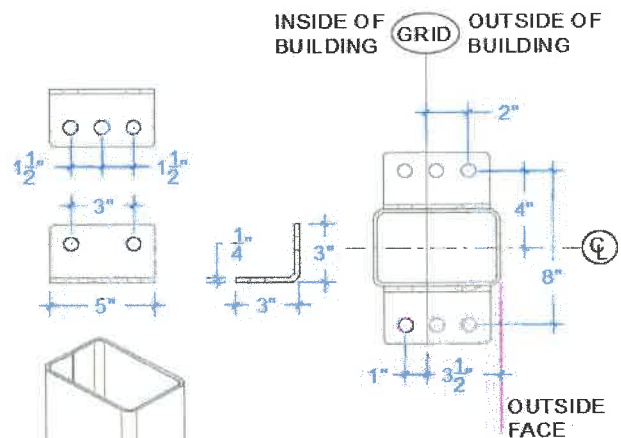 INSIDE OF
BUILDING
GRID
OUTSIDE OF
BUILDING
2"
1 1/2"
1 1/2"
4"
3"
1/4"
3"
8"
5"
3"
1"
3 1/2"
OUTSIDE
FACE